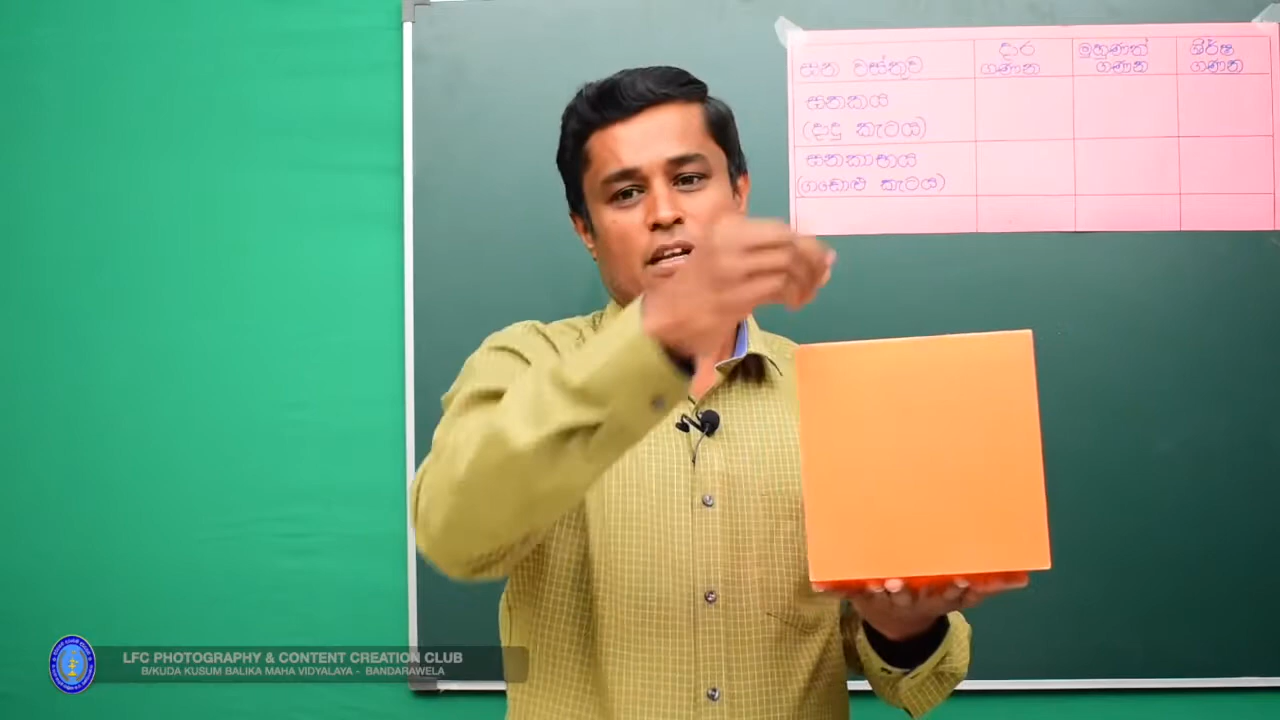 ඝන වස්තුව
දාර ගණන
මුහුණත් ගණන
ශීර්ෂ ගණන
ඝනකය
(දාදු කැටය)
ඝනකාභය
(ගඩොළු කැටය)
LFC PHOTOGRAPHY & CONTENT CREATION CLUB
B/KUDA KUSUM BALIKA MAHA VIDYALAYA - BANDARAWELA